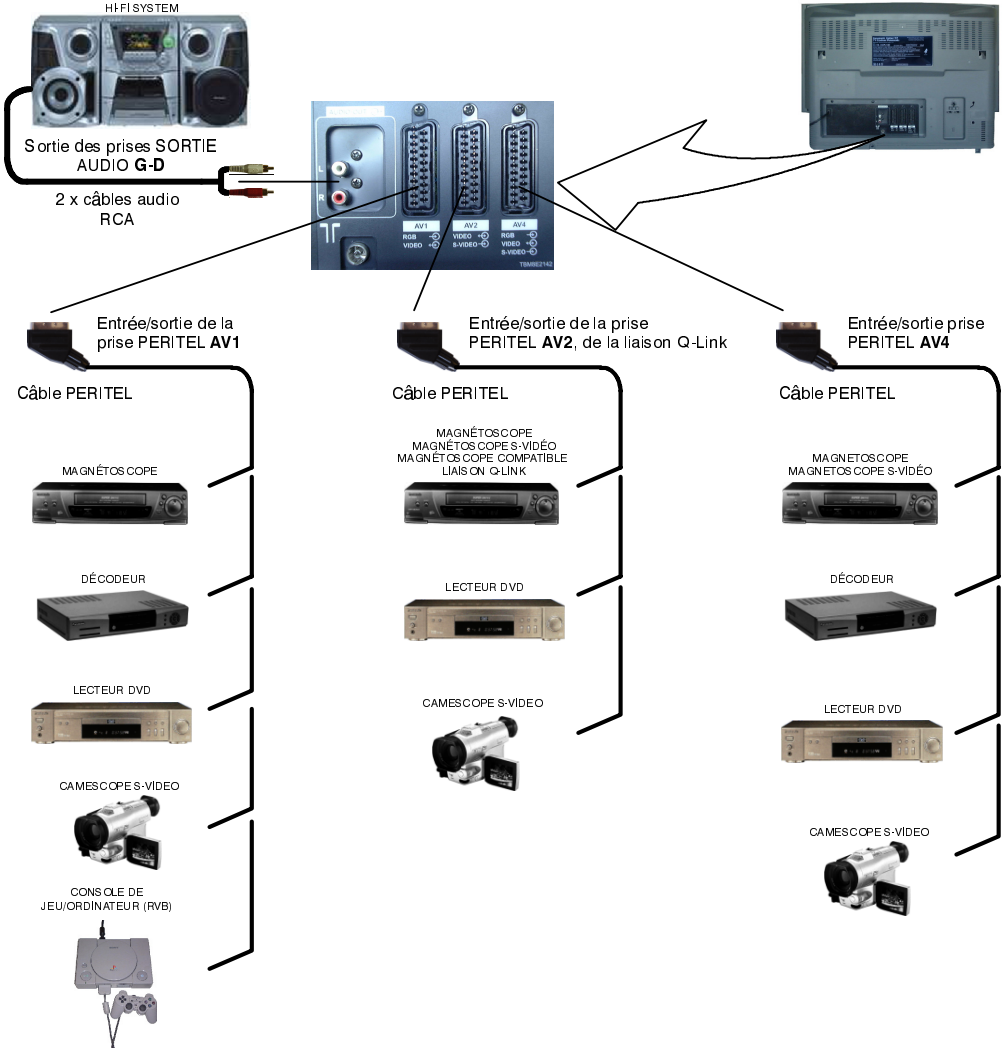 HI-FI SYSTEM
Sortie des prises SORTIE
AUDIO G-D
2 x câbles audio
RCA
L
R
AV1
RGB
VIDEO
AV2
VIDEO
S-VIDEO
AV4
RGB
VIDEO
S-VIDEO
TBM8E2142
Entrée/sortie de la
prise PERITEL AV1
Câble PERITEL
MAGNÉTOSCOPE
DÉCODEUR
LECTEUR DVD
CAMESCOPE S-VIDEO
CONSOLE DE
JEU/ORDINATEUR (RVB)
Entrée/sortie de la prise
PERITEL AV2, de la liaison Q-Link
Câble PERITEL
MAGNÉTOSCOPE
MAGNÉTOSCOPE S-VIDÉO
MAGNÉTOSCOPE COMPATIBLE
LIAISON Q-LINK
LECTEUR DVD
CAMESCOPE S-VIDEO
Entrée/sortie prise
PERITEL AV4
Câble PERITEL
MAGNETOSCOPE
MAGNETOSCOPE S-VIDÉO
DÉCODEUR
LECTEUR DVD
CAMESCOPE S-VIDEO